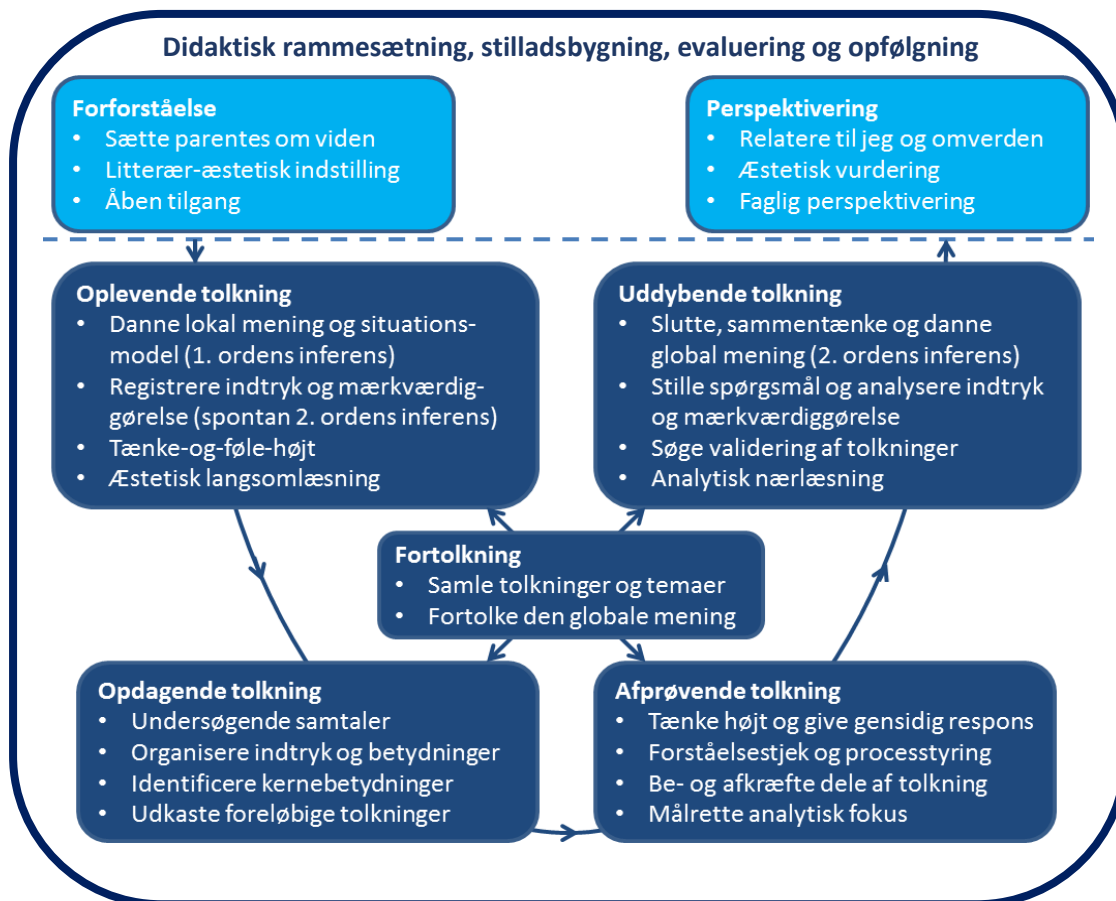 Didaktisk rammesætning, stilladsbygning, evaluering og opfølgning
Forforståelse
• Sætte parentes om viden
• Litterær-æstetisk indstilling
• Åben tilgang
Perspektivering
• Relatere til jeg og omverden
• Æstetisk vurdering
• Faglig perspektivering
Oplevende tolkning
• Danne lokal mening og situations-
model (1. ordens inferens)
• Registrere indtryk og mærkværdig-
gørelse (spontan 2. ordens inferens)
• Tænke-og-føle-højt
• Æstetisk langsomlæsning
Uddybende tolkning
• Slutte, sammentænke og danne
global mening (2. ordens inferens)
• Stille spørgsmål og analysere indtryk
og mærkværdiggørelse
• Søge validering af tolkninger
• Analytisk nærlæsning
Fortolkning
• Samle tolkninger og temaer
• Fortolke den globale mening
Opdagende tolkning
• Undersøgende samtaler
• Organisere indtryk og betydninger
• Identificere kernebetydninger
• Udkaste foreløbige tolkninger
Afprøvende tolkning
• Tænke højt og give gensidig respons
• Forståelsestjek og processtyring
• Be- og afkræfte dele af tolkning
• Målrette analytisk fokus